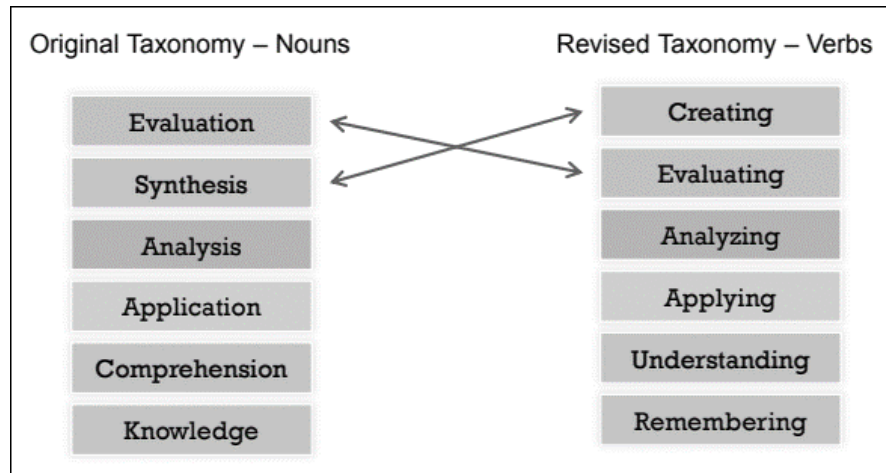 Original Taxonomy – Nouns
Evaluation
Synthesis
Analysis
Application
Comprehension
Knowledge
Revised Taxonomy – Verbs
Creating
Evaluating
Analyzing
Applying
Understanding
Remembering